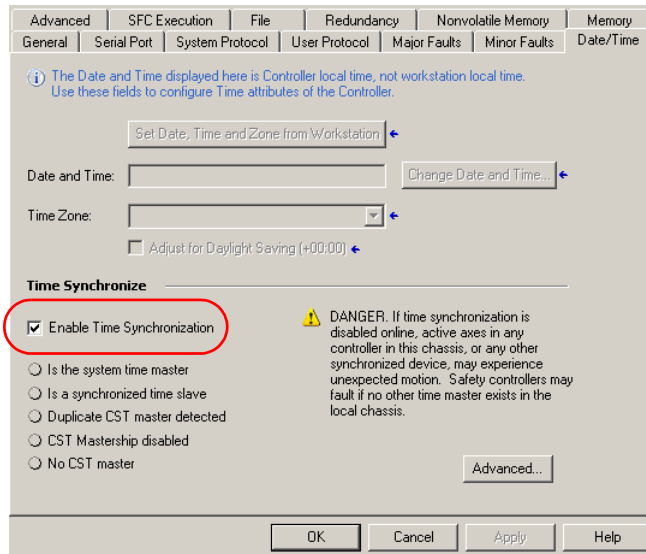 Advanced SFC Execution File Redundancy Nonvolatile Memory Memory
General Serial Port System Protocol User Protocol Major Faults Minor Faults Date/Time
The Date and Time displayed here is Controller local time, not workstation local time.
Use these fields to configure Time attributes of the Controller.
Set Date, Time and Zone from Workstation
Date and Time: Change Date and Time...
Time Zone:
Adjust for Daylight Saving (+00:00)
Time Synchronize
Enable Time Synchronization
Is the system time master
Is a synchronized time slave
Duplicate CST master detected
CST Mastership disabled
No CST master
DANGER. If time synchronization is
disabled online, active axes in any
controller in this chassis, or any other
synchronized device, may experience
unexpected motion. Safety controllers may
fault if no other time master exists in the
local chassis.
Advanced...
OK Cancel Apply Help